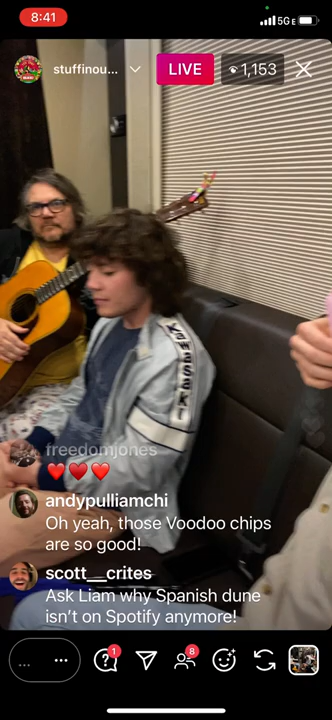 8:41
5GE
stuffinou...
LIVE
1,153
Kawasaki
freedomjones
❤️❤️❤️
andypulliamchi
Oh yeah, those Voodoo chips
are so good!
scott__crites
Ask Liam why Spanish dune
isn't on Spotify anymore!
...
1
8